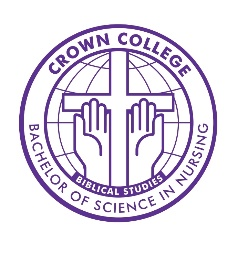 CROWN COLLEGE
BIBLICAL STUDIES
BACHELOR OF SCIENCE IN NURSING